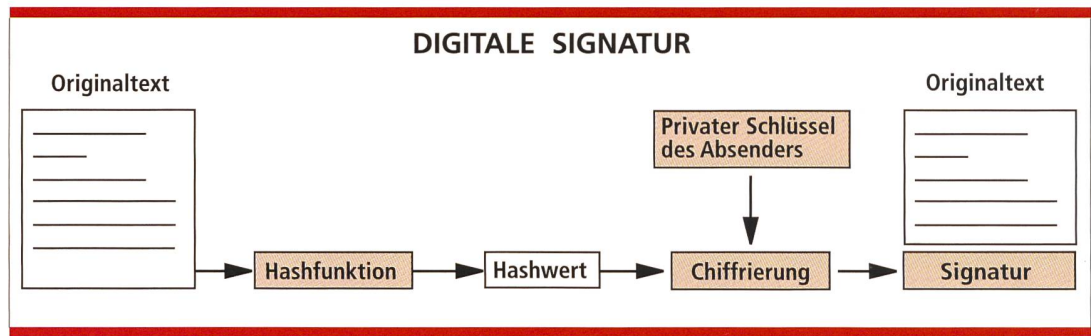 DIGITALE SIGNATUR
Originaltext
Originaltext
Privater Schlüssel
des Absenders
Hashfunktion
Hashwert
Chiffrierung
Signatur